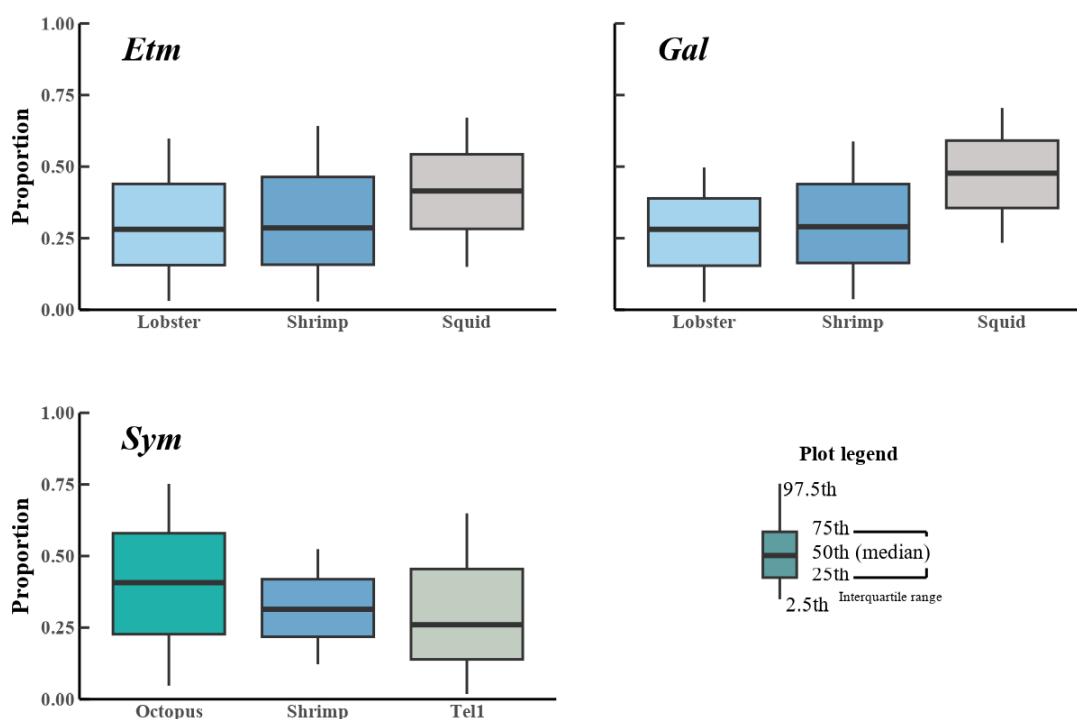 Etm
Gal
1.00
0.75
0.50
0.25
0.00
Proportion
Lobster Shrimp Squid
Lobster Shrimp Squid
Sym
1.00
0.75
0.50
0.25
0.00
Proportion
Octopus Shrimp Tel1
Plot legend
97.5th
75th
50th (median)
25th
2.5th
Interquartile range